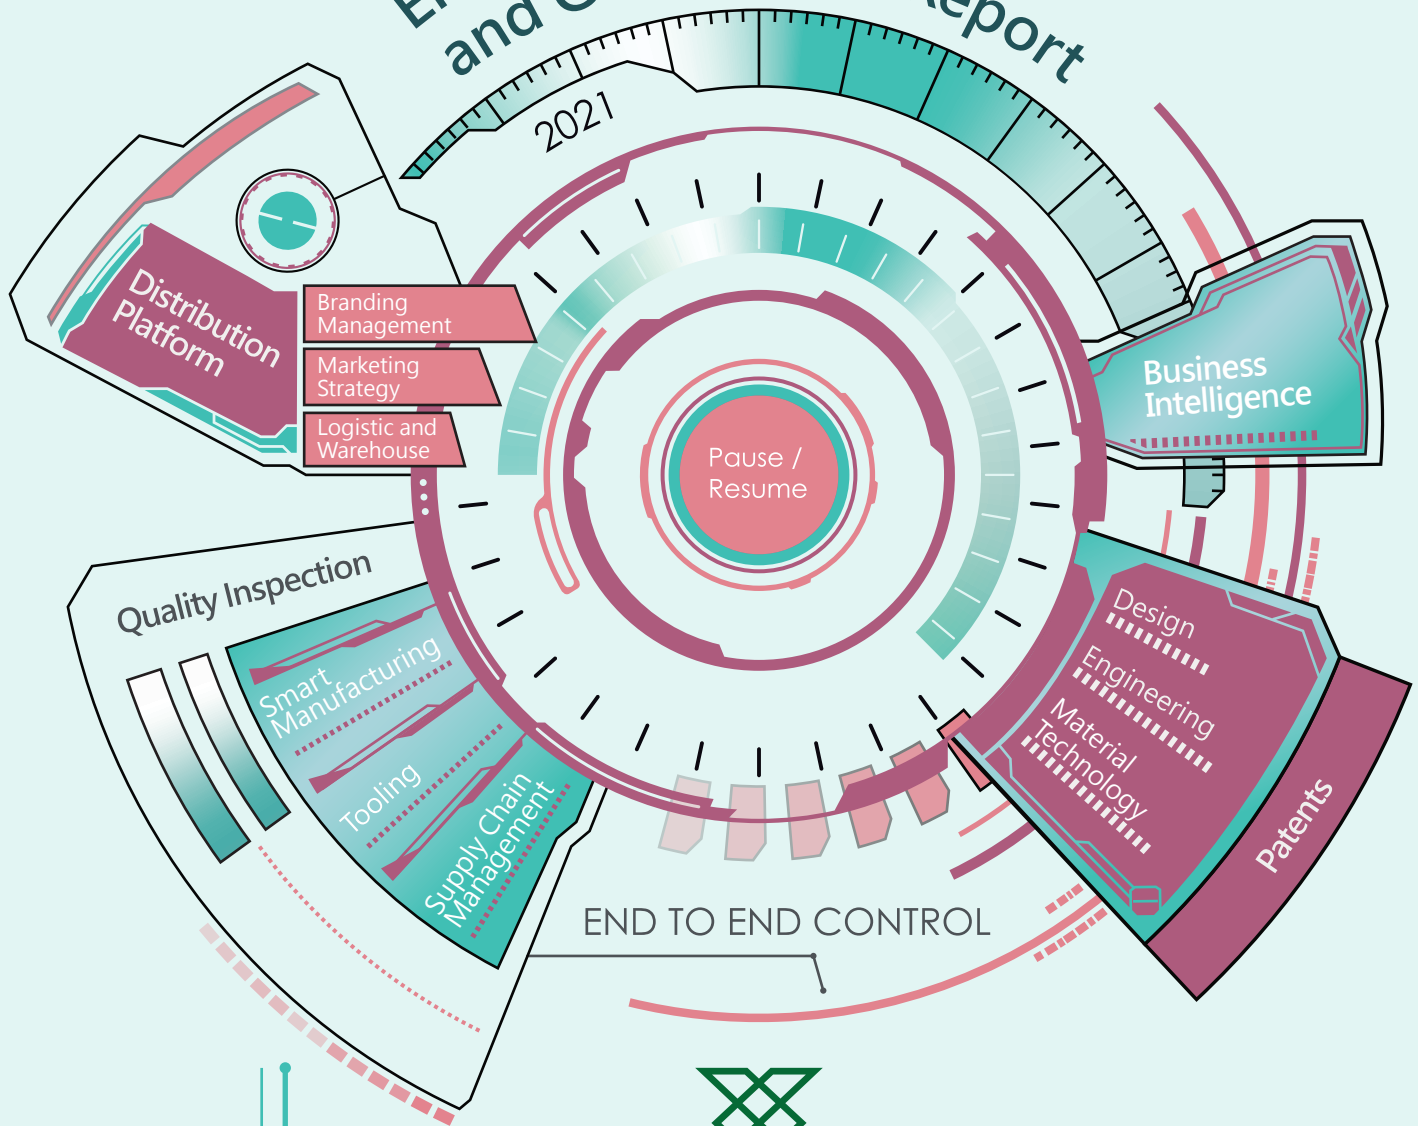 and
Report
2021
Distribution
Platform
Branding
Management
Marketing
Strategy
Logistic and
Warehouse
Business
Intelligence
Pause /
Resume
Quality Inspection
Smart
Manufacturing
Tooling
Supply Chain
Management
Design
Engineering
Material
Technology
Patents
END TO END CONTROL